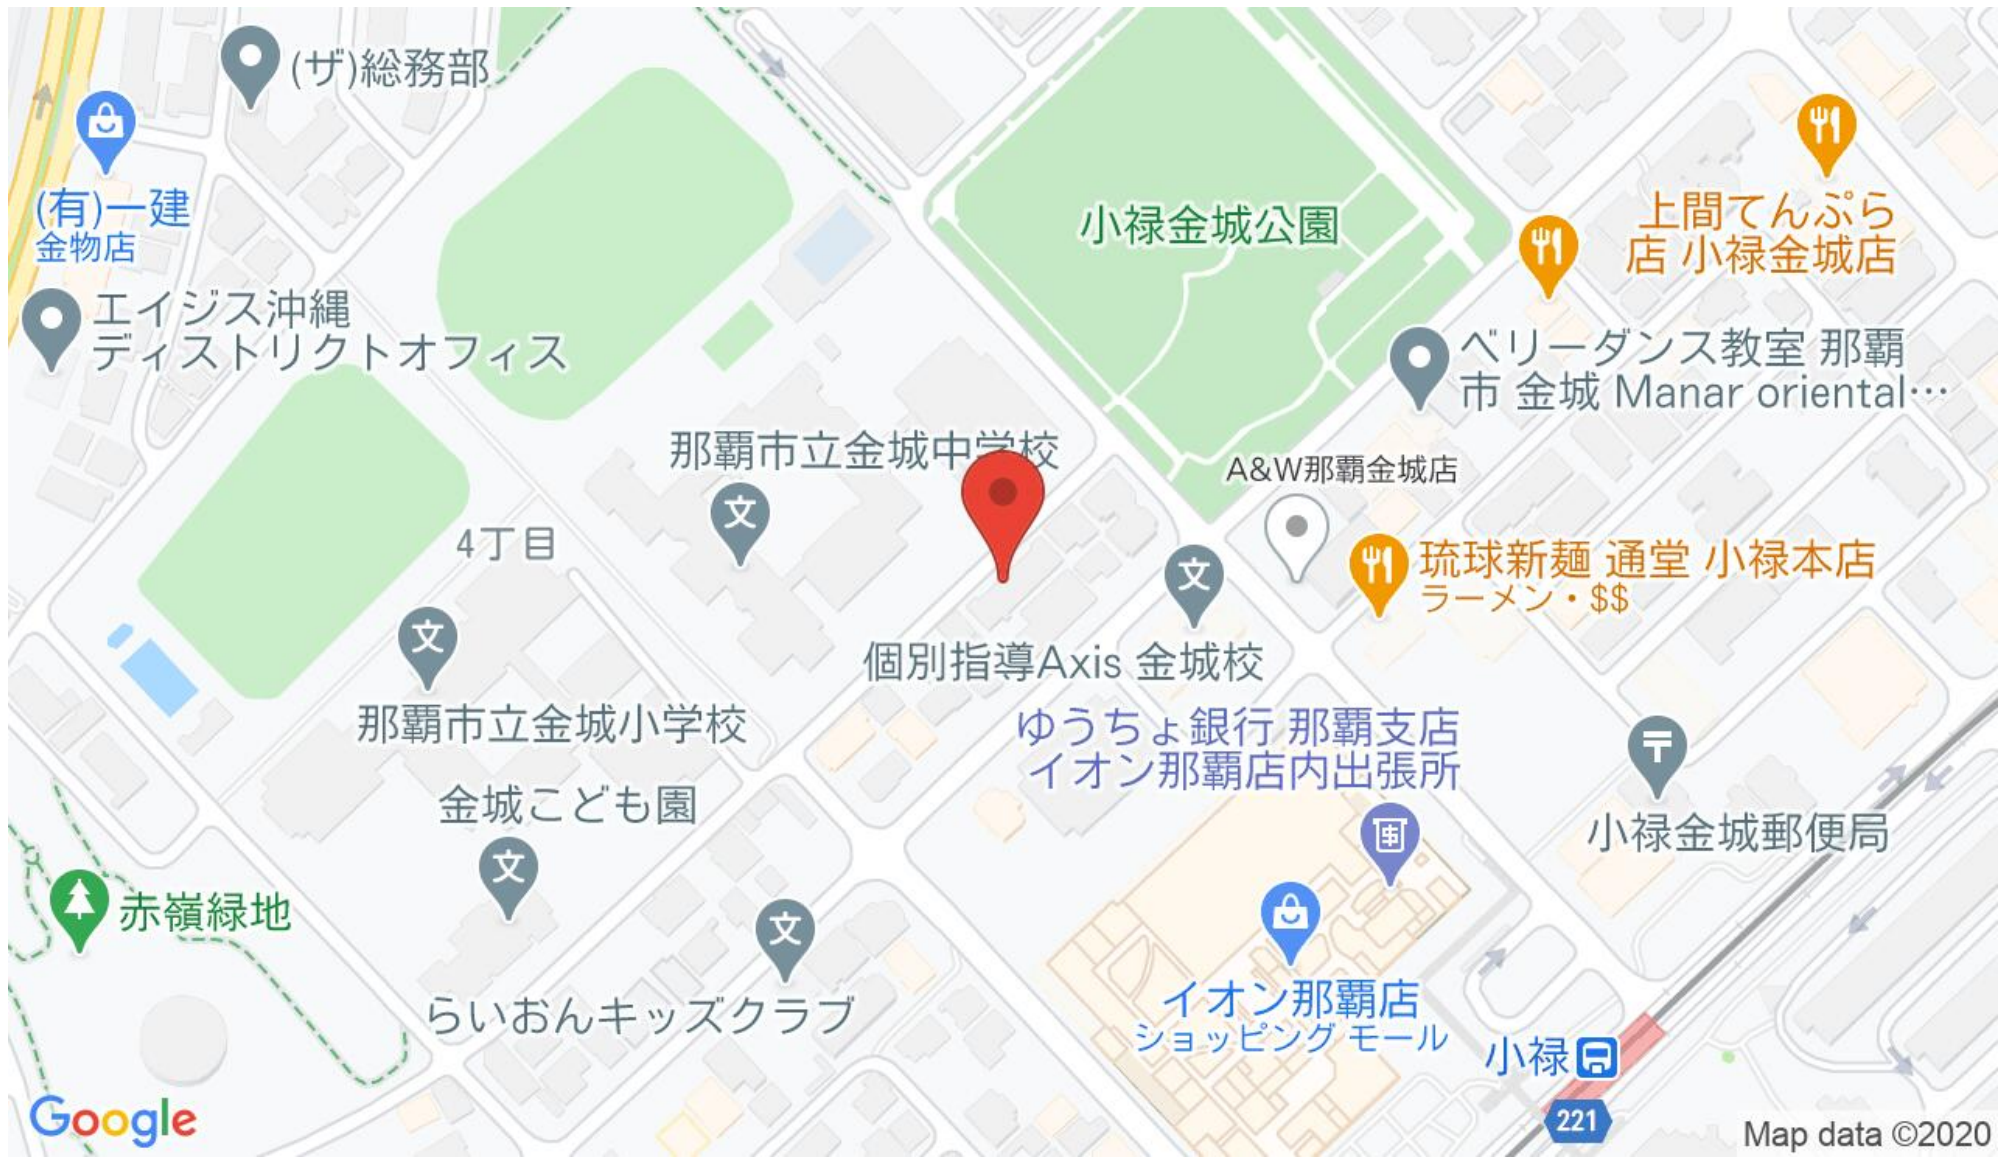 (ザ)総務部
(有)一建
金物店
エイジス沖縄
ディストリクトオフィス
小禄金城公園
上間てんぷら
店 小禄金城店
ベリーダンス教室 那覇
市 金城 Manar oriental…
那覇市立金城中学校
A&W那覇金城店
4丁目
文
文
琉球新麺 通堂 小禄本店
ラーメン・$$
文
個別指導Axis 金城校
那覇市立金城小学校
ゆうちょ銀行 那覇支店
イオン那覇店内出張所
〒
金城こども園
小禄金城郵便局
文
赤嶺緑地
文
らいおんキッズクラブ
イオン那覇店
ショッピング モール
小禄
221
Google
Map data ©2020